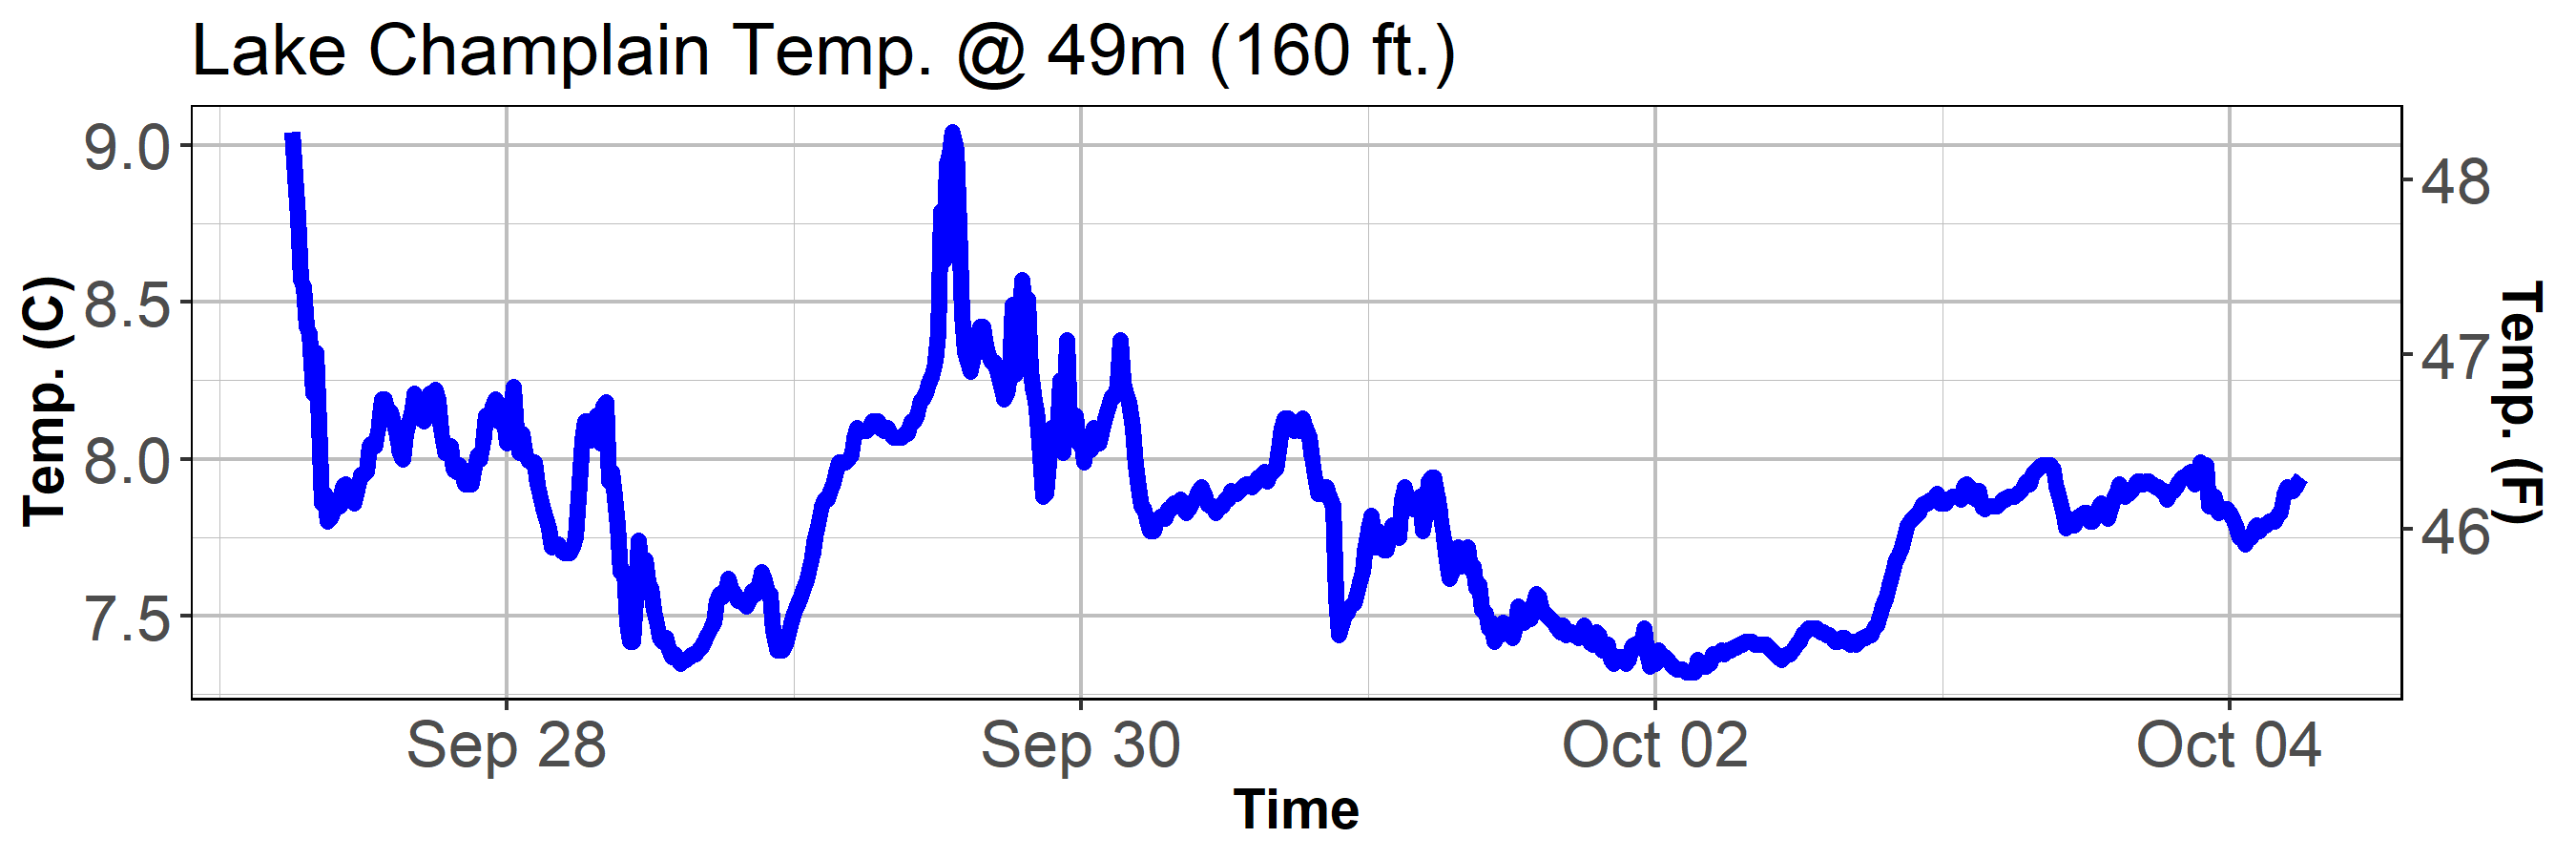 Lake Champlain Temp. @ 49m (160 ft.)
Temp. (C)
9.0
8.5
8.0
7.5
48
47
46
Temp. (F)
Sep 28
Sep 30
Oct 02
Oct 04
Time